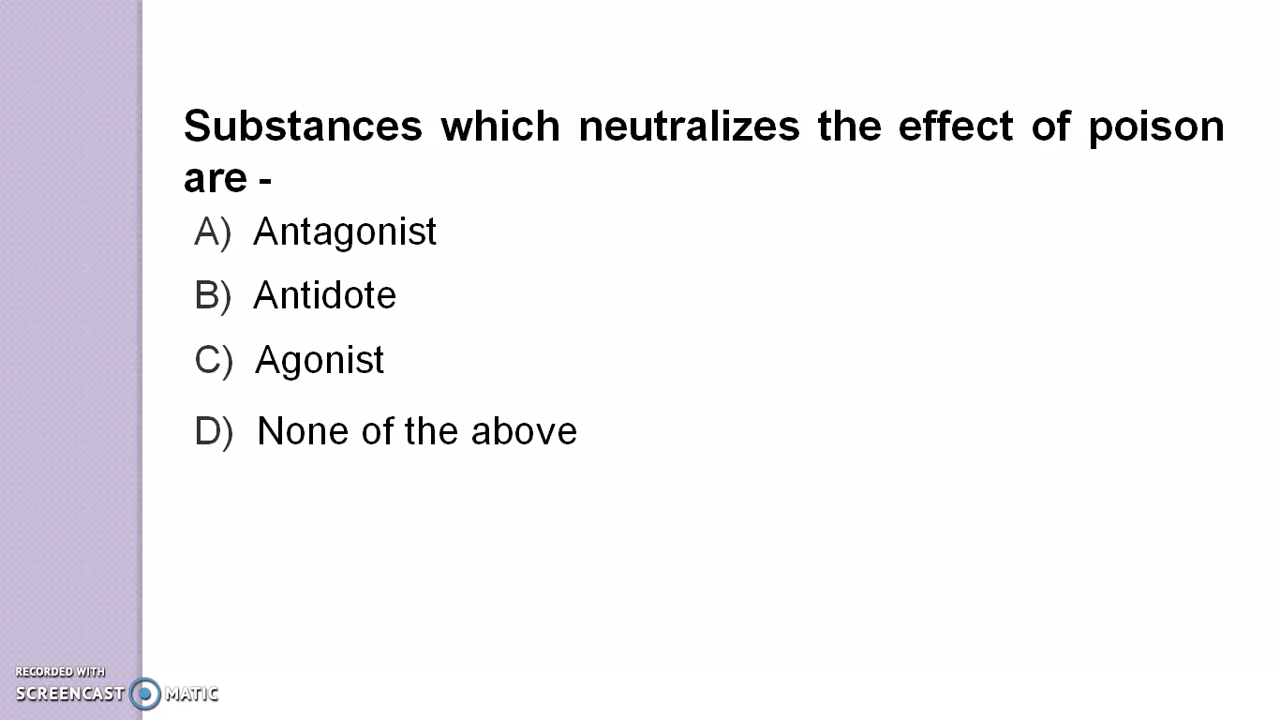 Substances which neutralizes the effect of poison
are -
A) Antagonist
B) Antidote
C) Agonist
D) None of the above
RECORDED WITH
SCREENCAST MATIC